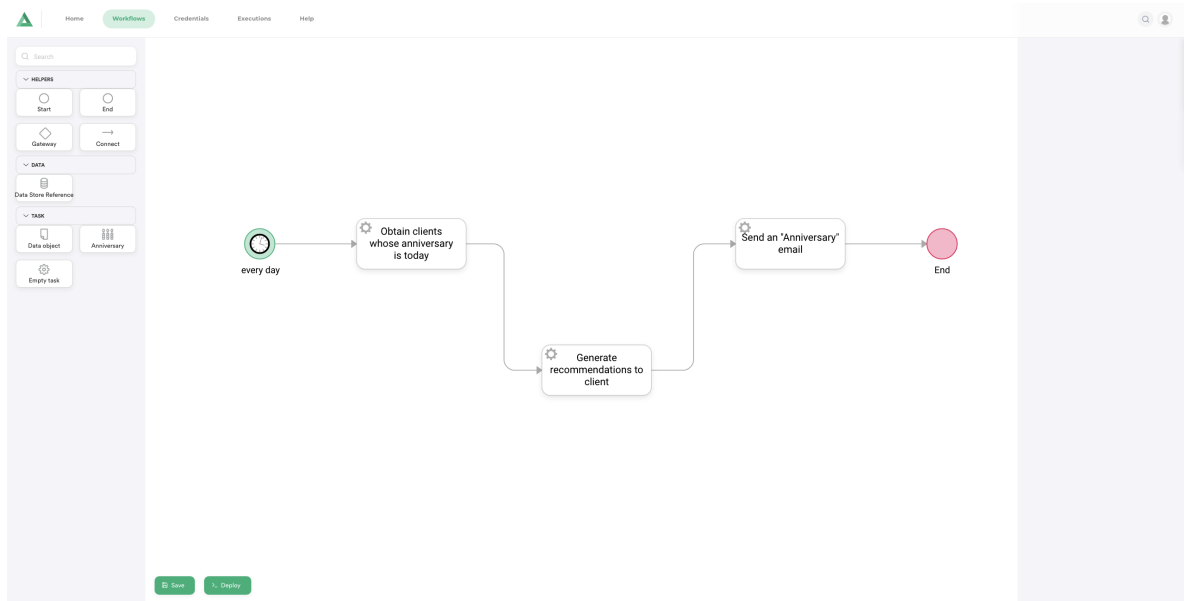 Home Workflows Credentials Executions Help
Search
HELPERS
Start End
Gateway Connect
DATA
Data Store Reference
TASK
Data object Anniversary
Empty task
every day
Obtain clients
whose anniversary
is today
Generate
recommendations to
client
Send an "Anniversary"
email
End
Save Deploy